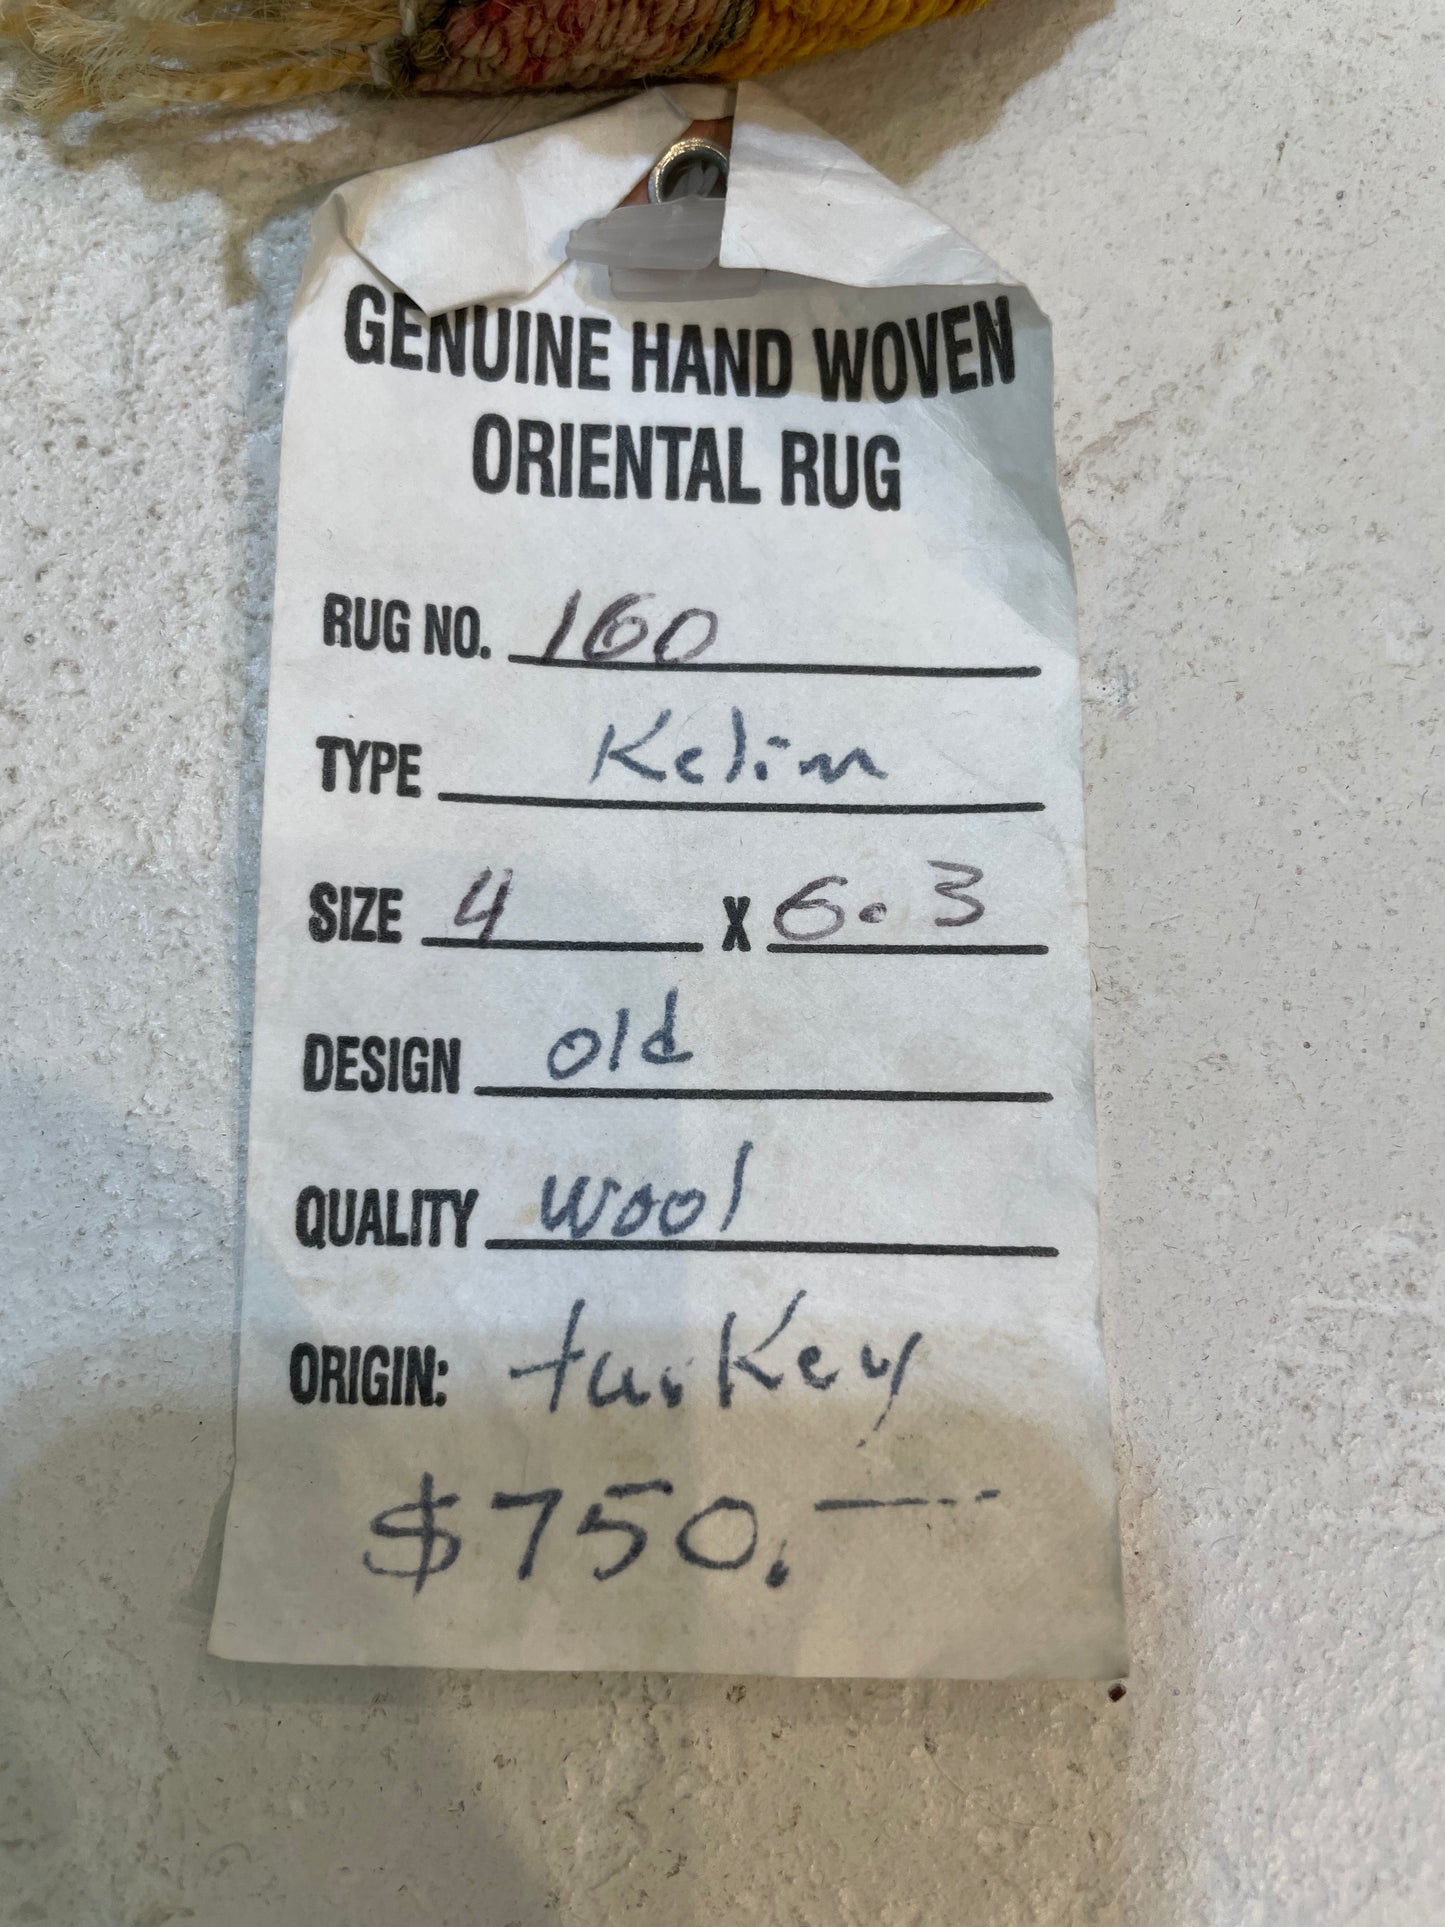 GENUINE HAND WOVEN
ORIENTAL RUG
RUG NO. 160
TYPE Kelim
SIZE 4 X 6.3
DESIGN old
QUALITY wool
ORIGIN: turKey
$750.—